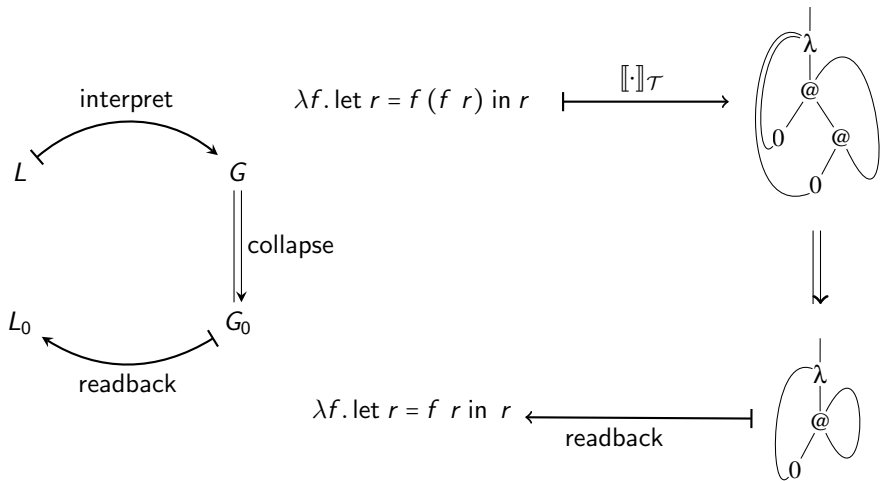 interpret
L
G
collapse
L₀
G₀
readback
λf. let r = f (f r) in r
⟦·⟧𝒯
λ
@
0
@
0
λf. let r = f r in r
readback
λ
@
0